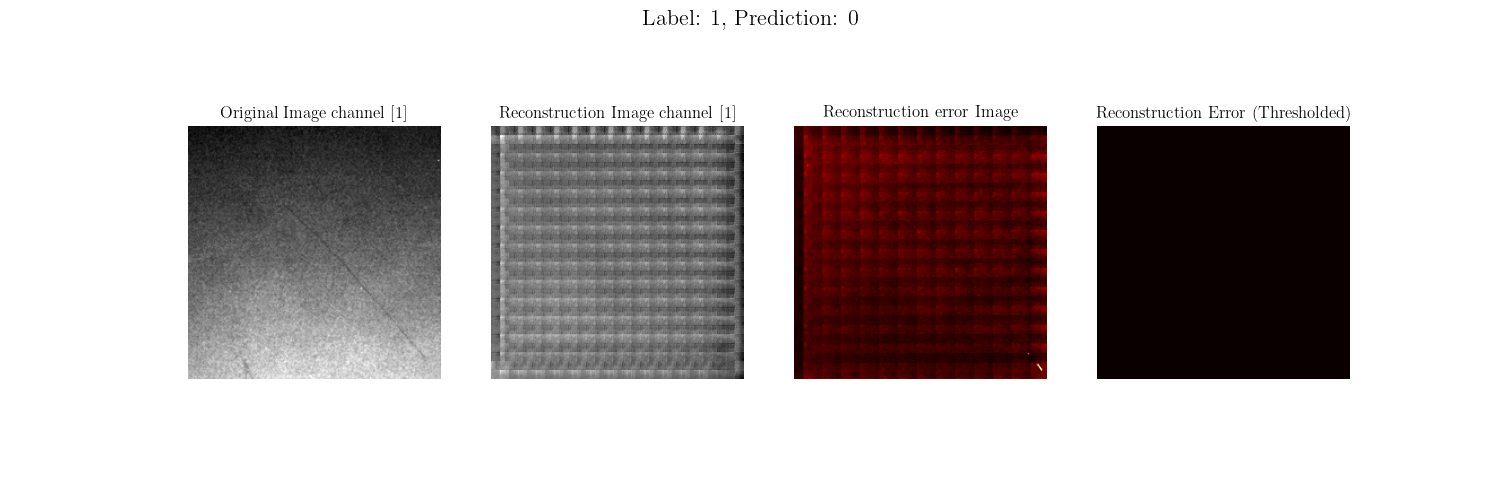 Label: 1, Prediction: 0
Original Image channel [1]
Reconstruction Image channel [1]
Reconstruction error Image
Reconstruction Error (Thresholded)